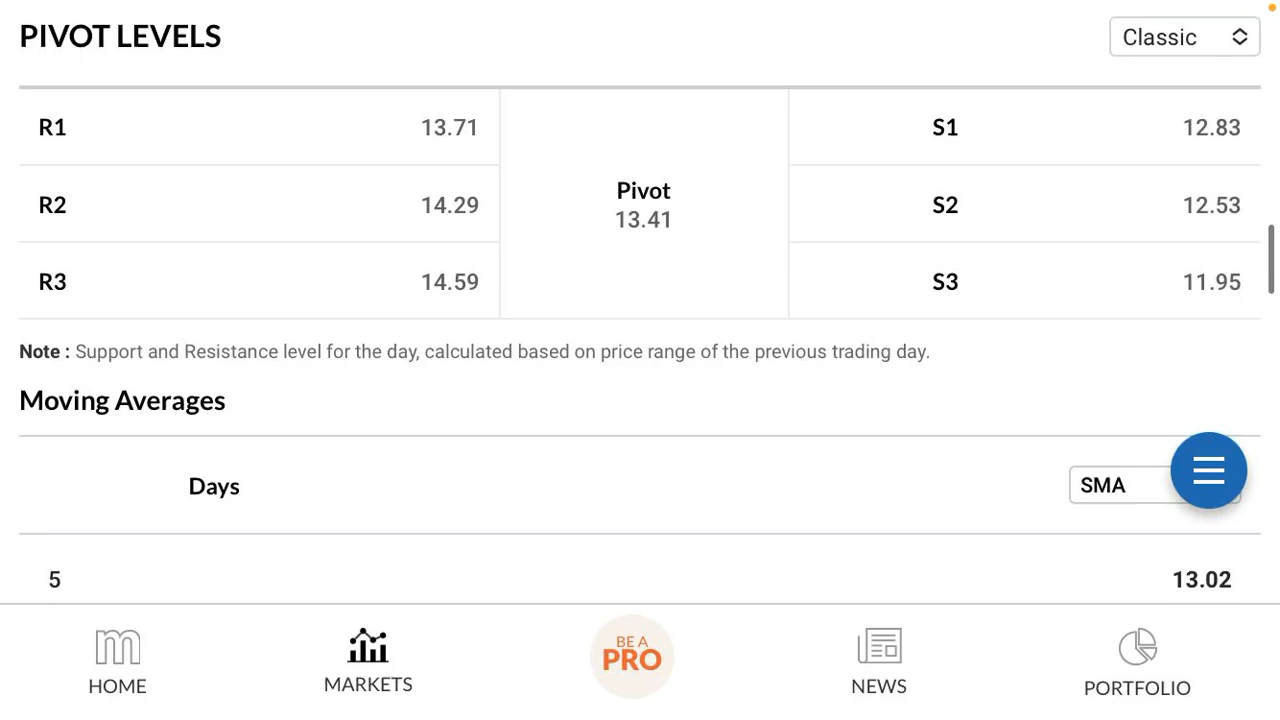 PIVOT LEVELS
Classic
R1 13.71
S1 12.83
Pivot
R2 14.29
13.41
S2 12.53
R3 14.59
S3 11.95
Note : Support and Resistance level for the day, calculated based on price range of the previous trading day.
Moving Averages
Days
SMA
5 13.02
m
BE A
PRO
HOME
MARKETS
NEWS
PORTFOLIO